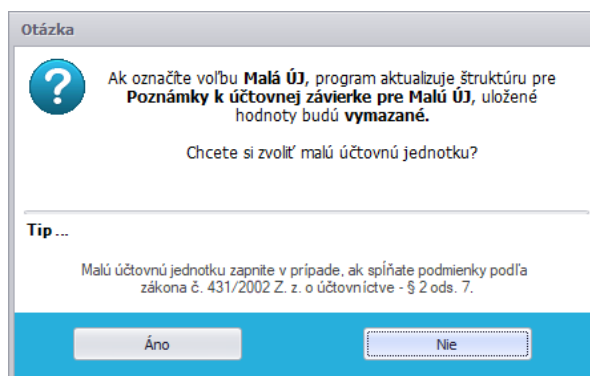 Otázka
Ak označíte voľbu Malá ÚJ, program aktualizuje štruktúru pre
Poznámky k účtovnej závierke pre Malú ÚJ, uložené
hodnoty budú vymazané.
Chcete si zvoliť malú účtovnú jednotku?
Tip...
Malú účtovnú jednotku zapnite v prípade, ak spĺňate podmienky podľa
zákona č. 431/2002 Z. z. o účtovníctve - § 2 ods. 7.
Áno
Nie